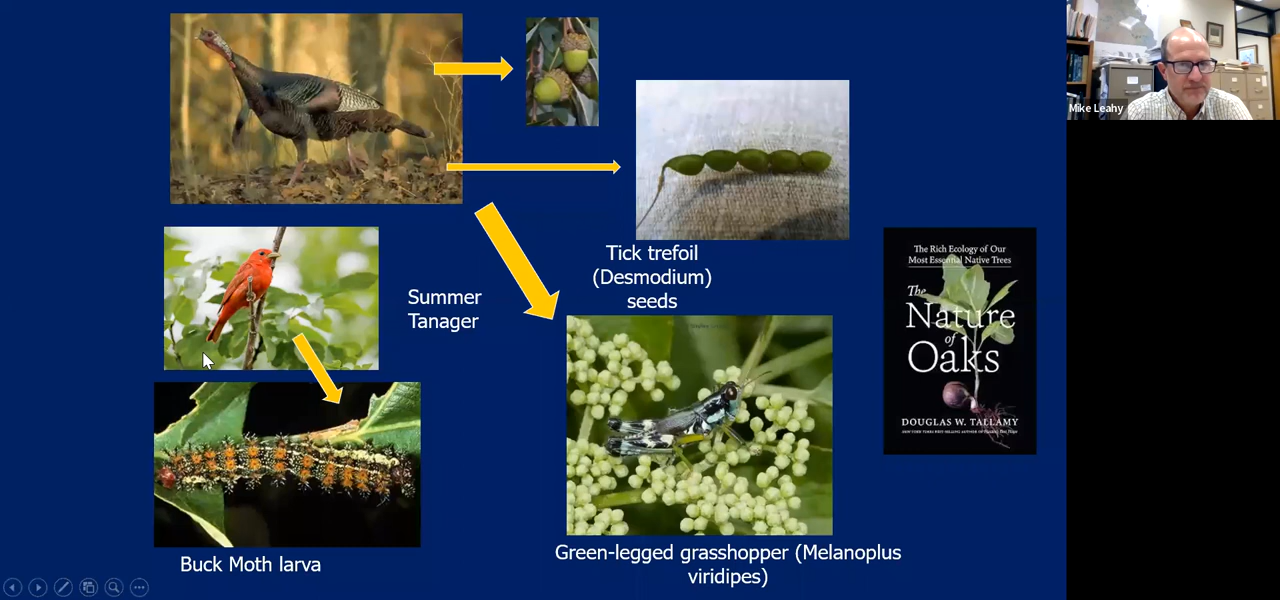 Mike Leahy
Tick trefoil
(Desmodium)
seeds
Summer
Tanager
The Rich Ecology of Our
Most Essential Native Trees
The
Nature
of
Oaks
DOUGLAS W. TALLAMY
Buck Moth larva
Green-legged grasshopper (Melanoplus
viridipes)